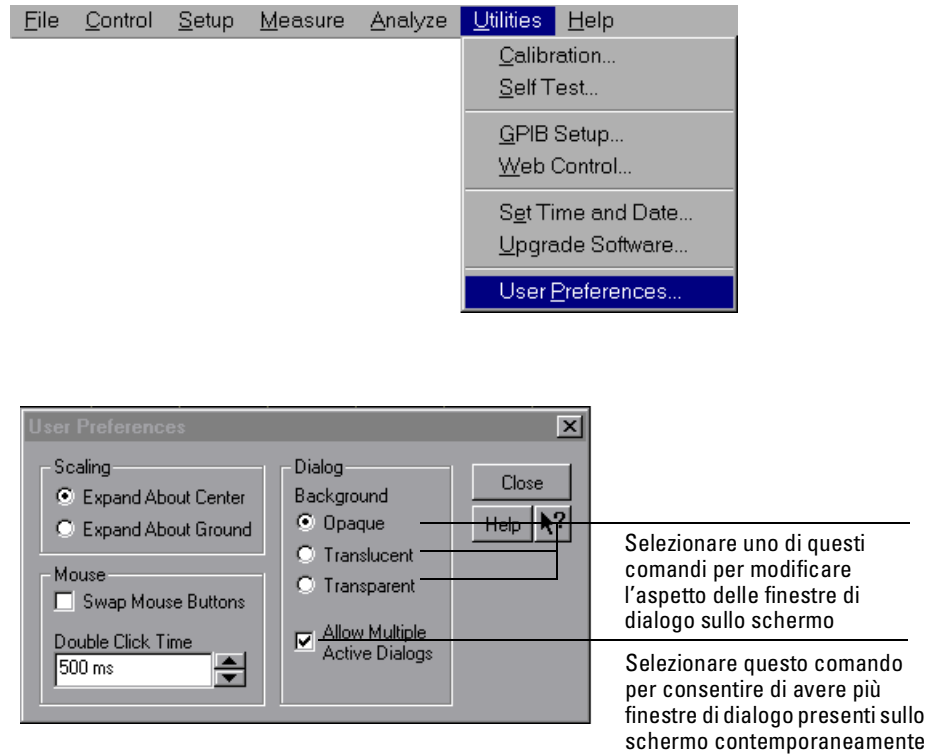 File Control Setup Measure Analyze Utilities Help
Calibration...
Self Test...
GPIB Setup...
Web Control...
Set Time and Date...
Upgrade Software...
User Preferences...
User Preferences
Scaling
Expand About Center
Expand About Ground
Mouse
Swap Mouse Buttons
Double Click Time
500 ms
Dialog
Background
Opaque
Translucent
Transparent
Allow Multiple
Active Dialogs
Close
Help ?
Selezionare uno di questi
comandi per modificare
l'aspetto delle finestre di
dialogo sullo schermo
Selezionare questo comando
per consentire di avere più
finestre di dialogo presenti sullo
schermo contemporaneamente